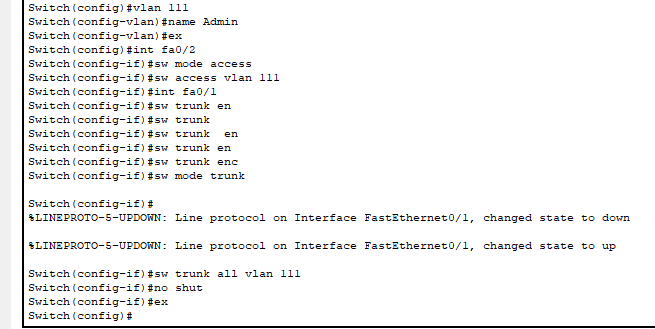 Switch(config)#vlan 111
Switch(config-vlan)#name Admin
Switch(config-vlan)#ex
Switch(config)#int fa0/2
Switch(config-if)#sw mode access
Switch(config-if)#sw access vlan 111
Switch(config-if)#int fa0/1
Switch(config-if)#sw trunk en
Switch(config-if)#sw trunk
Switch(config-if)#sw trunk  en
Switch(config-if)#sw trunk en
Switch(config-if)#sw trunk enc
Switch(config-if)#sw mode trunk
Switch(config-if)#
%LINEPROTO-5-UPDOWN: Line protocol on Interface FastEthernet0/1, changed state to down
%LINEPROTO-5-UPDOWN: Line protocol on Interface FastEthernet0/1, changed state to up
Switch(config-if)#sw trunk all vlan 111
Switch(config-if)#no shut
Switch(config-if)#ex
Switch(config)#